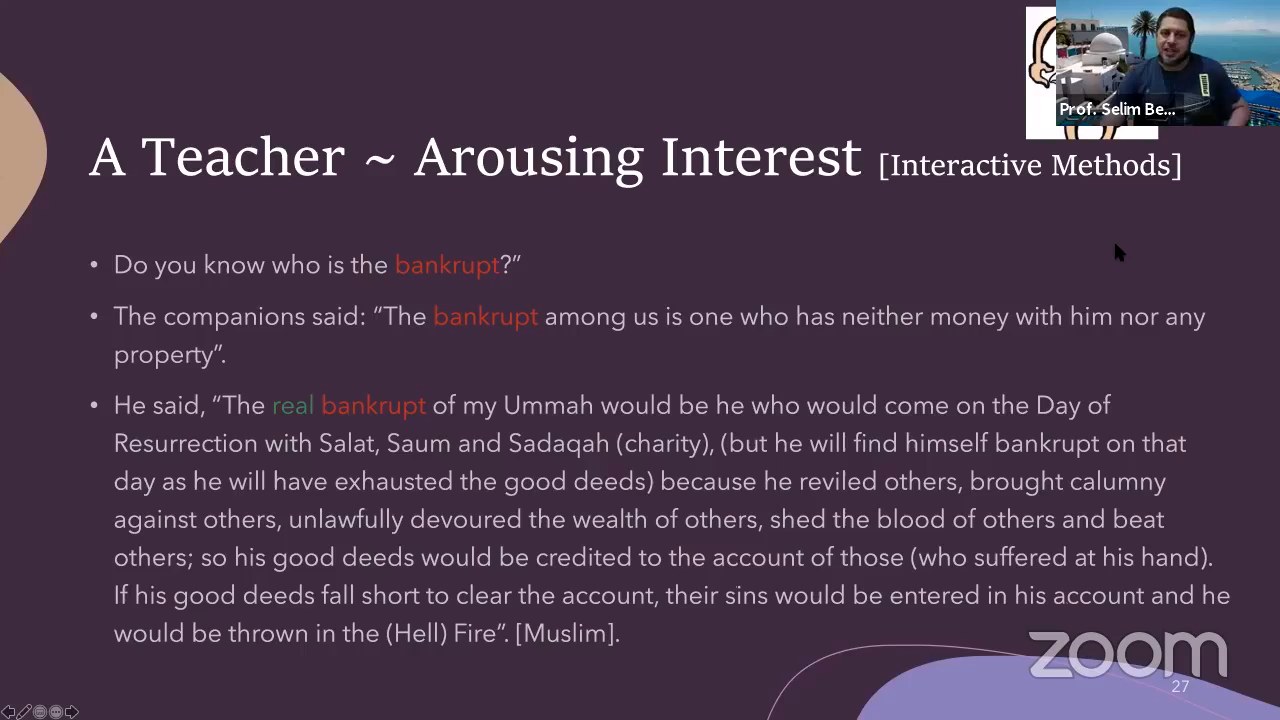 Prof. Selim Be...
A Teacher ~ Arousing Interest [Interactive Methods]
• Do you know who is the bankrupt?”
• The companions said: “The bankrupt among us is one who has neither money with him nor any
property”.
• He said, “The real bankrupt of my Ummah would be he who would come on the Day of
Resurrection with Salat, Saum and Sadaqah (charity), (but he will find himself bankrupt on that
day as he will have exhausted the good deeds) because he reviled others, brought calumny
against others, unlawfully devoured the wealth of others, shed the blood of others and beat
others; so his good deeds would be credited to the account of those (who suffered at his hand).
If his good deeds fall short to clear the account, their sins would be entered in his account and he
would be thrown in the (Hell) Fire”. [Muslim].
zoom
27